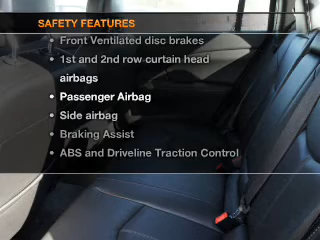 SAFETY FEATURES
• Front Ventilated disc brakes
• 1st and 2nd row curtain head
airbags
• Passenger Airbag
• Side airbag
• Braking Assist
• ABS and Driveline Traction Control